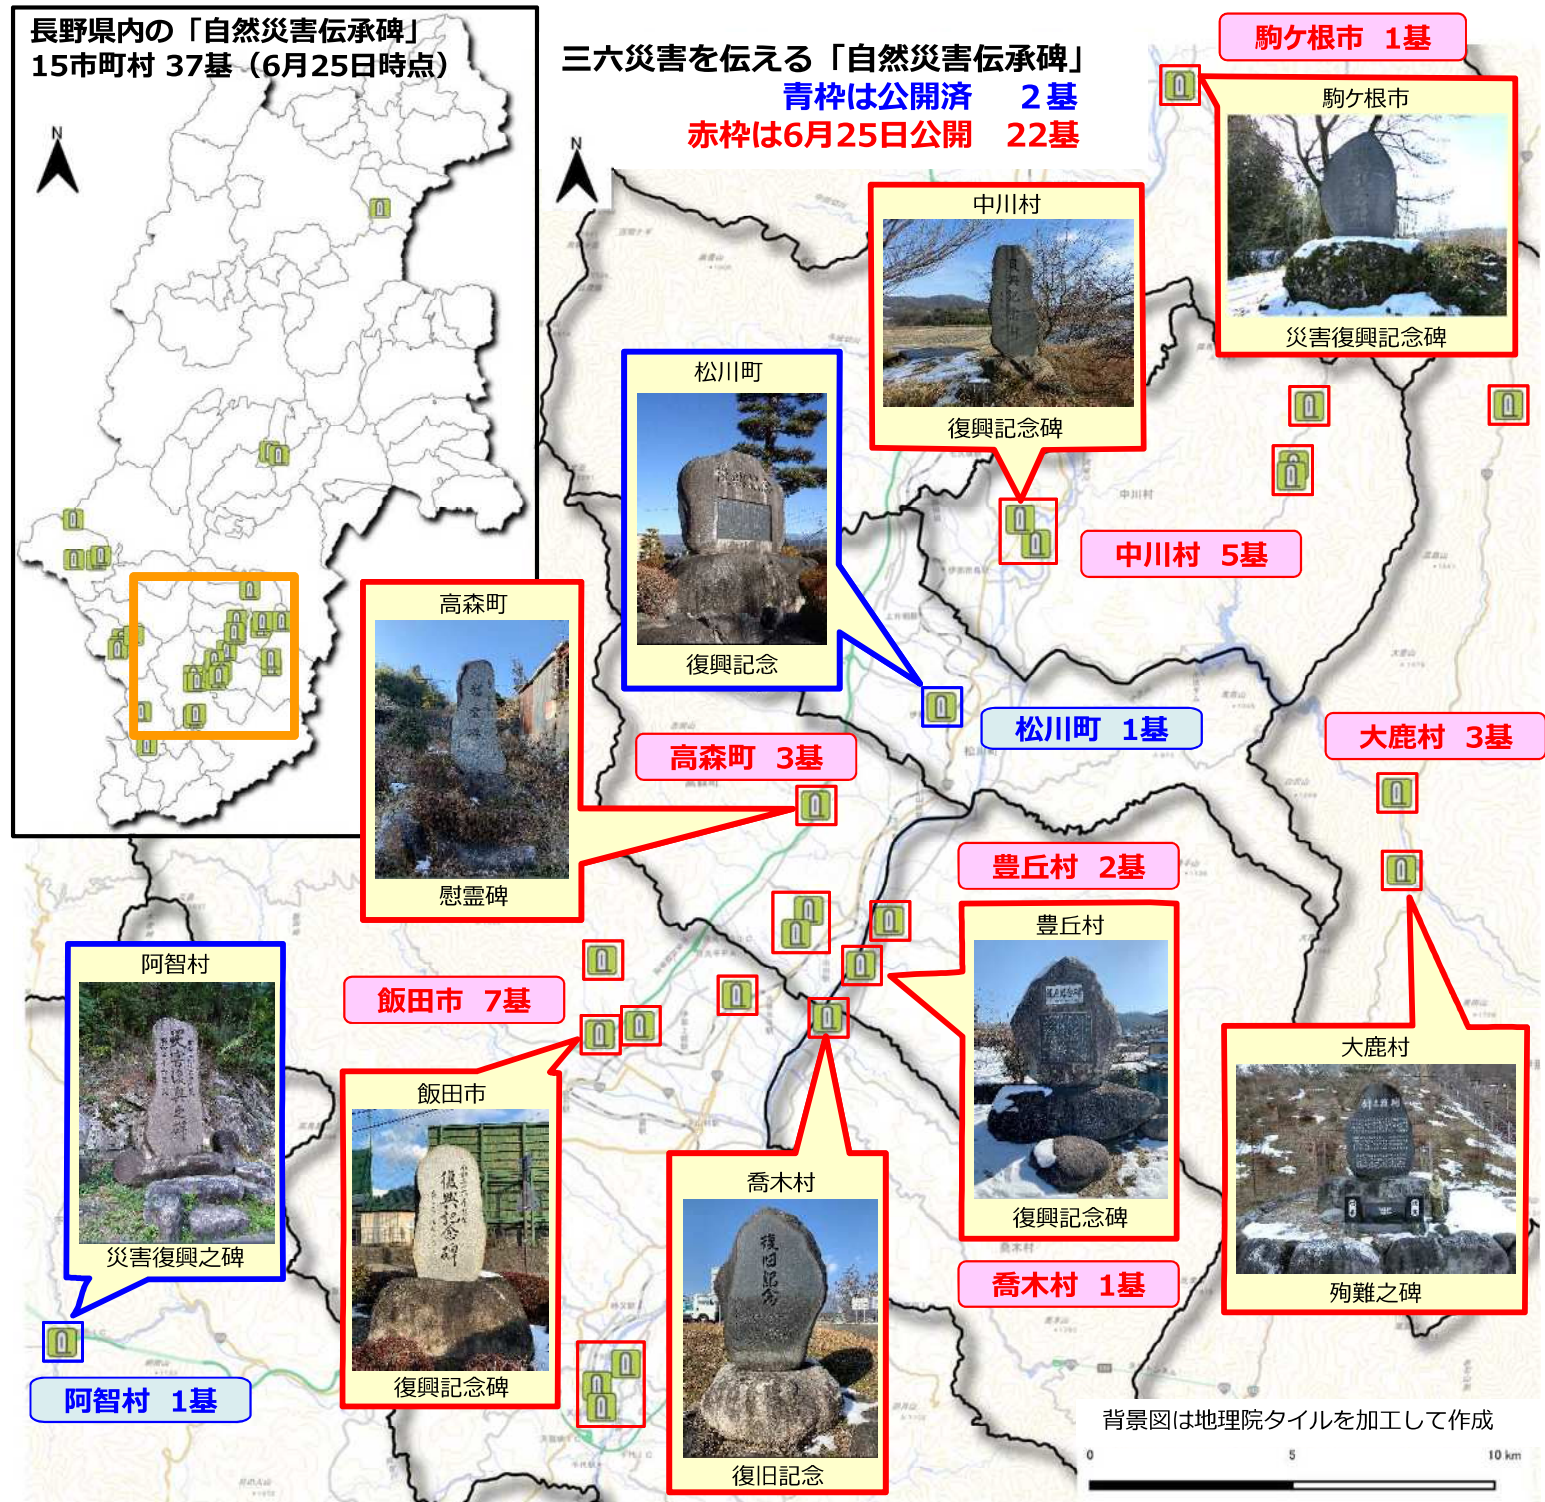 長野県内の「自然災害伝承碑」
15市町村 37基（6月25日時点）
N
三六災害を伝える「自然災害伝承碑」
青枠は公開済 2基
赤枠は6月25日公開 22基
N
駒ケ根市 1基
駒ケ根市
災害復興記念碑
中川村
復興記念碑
中川村 5基
中川村
松川町
復興記念
松川町 1基
松川町
高森町
慰霊碑
高森町 3基
大鹿村 3基
豊丘村 2基
豊丘村
復興記念碑
阿智村
災害復興之碑
阿智村 1基
飯田市 7基
飯田市
復興記念碑
喬木村
復旧記念
喬木村
喬木村 1基
大鹿村
殉難之碑
背景図は地理院タイルを加工して作成
0 5 10 km